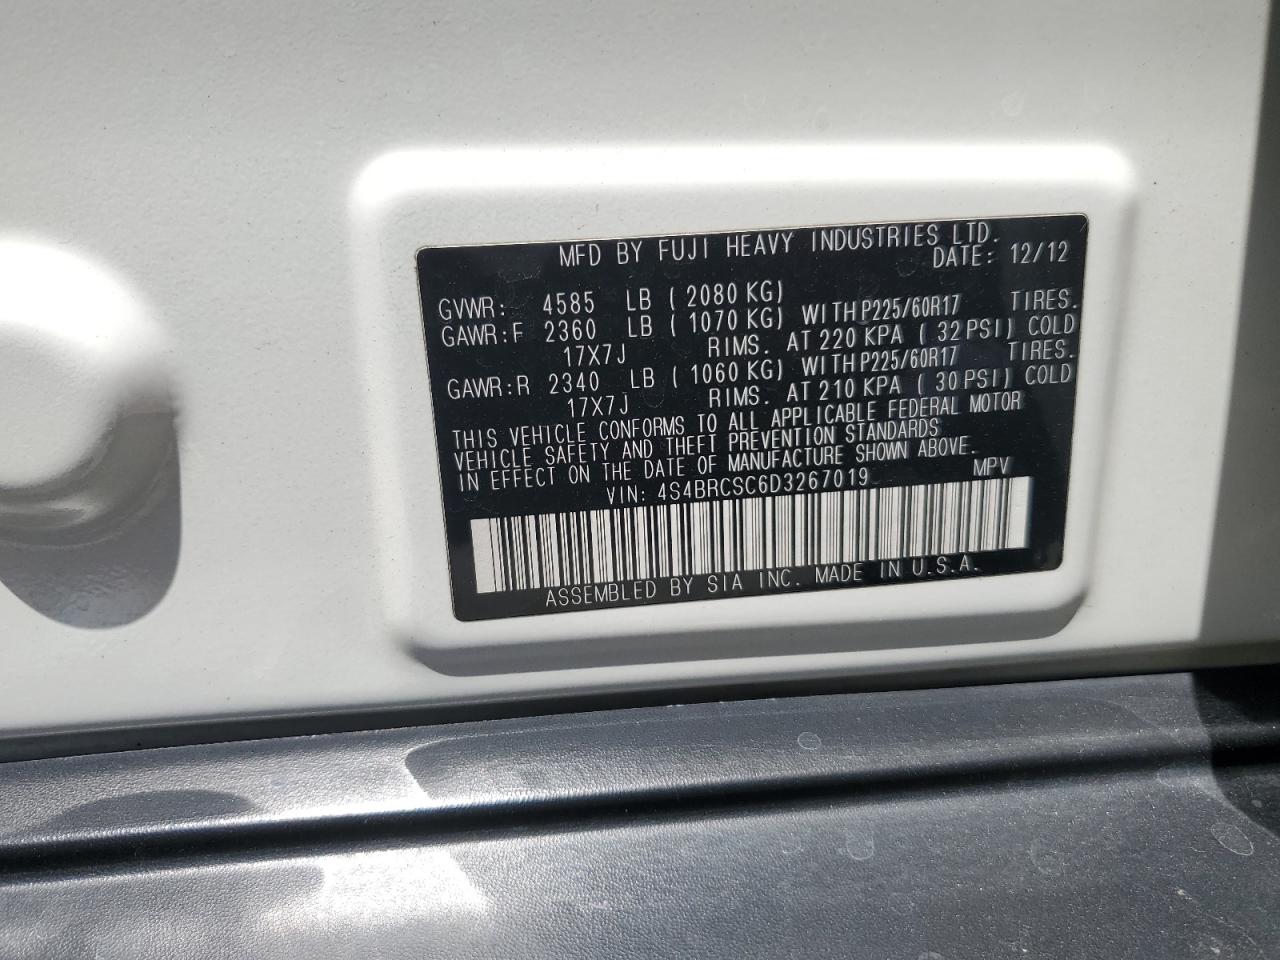 MFD BY FUJI HEAVY INDUSTRIES LTD.
DATE: 12/12
GVWR: 4585 LB ( 2080 KG)
GAWR:F 2360 LB ( 1070 KG) WITH P225/60R17 TIRES.
17X7J RIMS. AT 220 KPA ( 32 PSI) COLD
GAWR:R 2340 LB ( 1060 KG) WITH P225/60R17 TIRES.
17X7J RIMS. AT 210 KPA ( 30 PSI) COLD
THIS VEHICLE CONFORMS TO ALL APPLICABLE FEDERAL MOTOR
VEHICLE SAFETY AND THEFT PREVENTION STANDARDS
IN EFFECT ON THE DATE OF MANUFACTURE SHOWN ABOVE.
VIN: 4S4BRCSC6D3267019 MPV
ASSEMBLED BY SIA INC. MADE IN U.S.A.